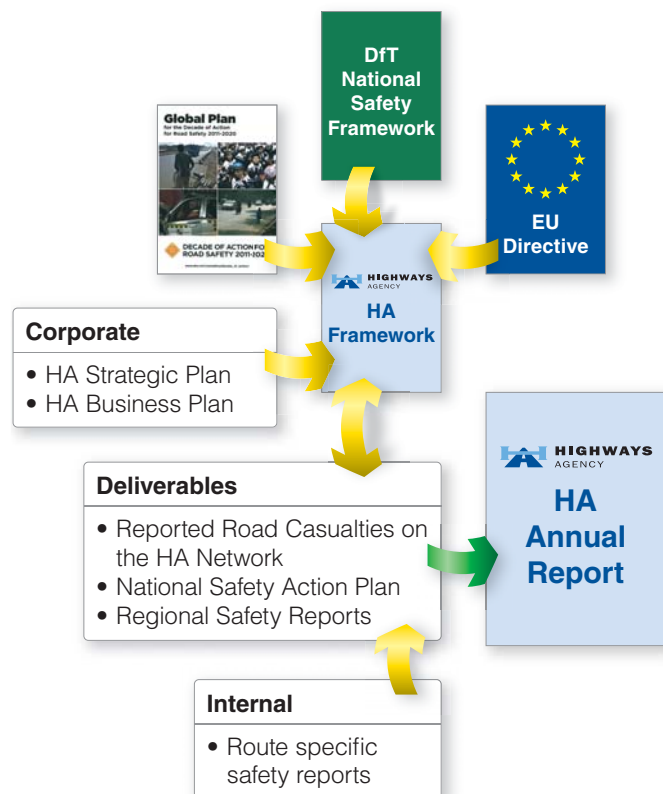 DfT
National
Safety
Framework
Global Plan
for the Decade of Action
for Road Safety 2011-2020
DECADE OF ACTION FOR
ROAD SAFETY 2011-202
EU
Directive
HIGHWAYS
AGENCY
HA
Framework
Corporate
• HA Strategic Plan
• HA Business Plan
Deliverables
• Reported Road Casualties on
the HA Network
• National Safety Action Plan
• Regional Safety Reports
HIGHWAYS
AGENCY
HA
Annual
Report
Internal
• Route specific
safety reports